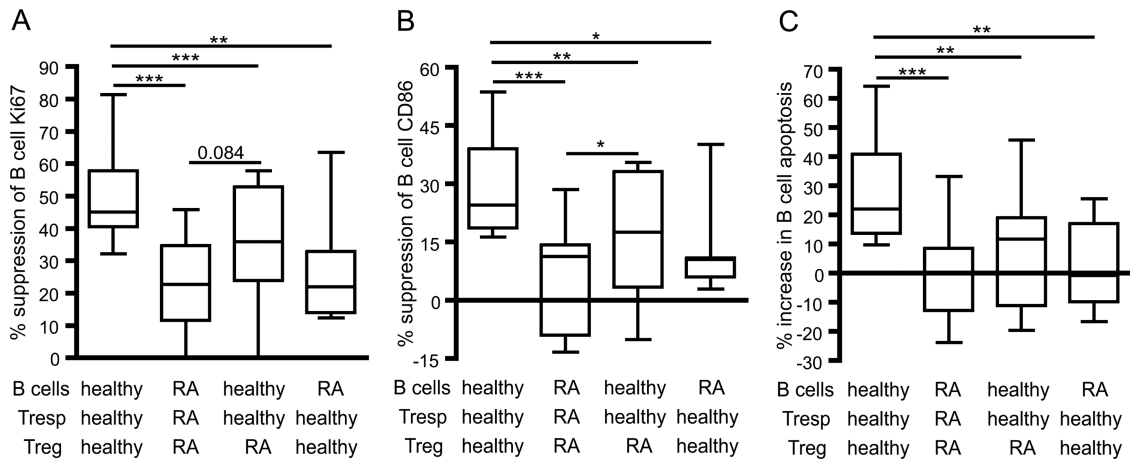 A
% suppression of B cell Ki67
90
80
70
60
50
40
30
20
10
0
**
***
***
0.084
B cells healthy RA healthy RA
Tresp healthy RA healthy healthy
Treg healthy RA RA healthy
B
% suppression of B cell CD86
60
45
30
15
0
-15
*
**
***
*
B cells healthy RA healthy RA
Tresp healthy RA healthy healthy
Treg healthy RA RA healthy
C
% increase in B cell apoptosis
70
60
50
40
30
20
10
0
-10
-20
-30
**
**
***
B cells healthy RA healthy RA
Tresp healthy RA healthy healthy
Treg healthy RA RA healthy